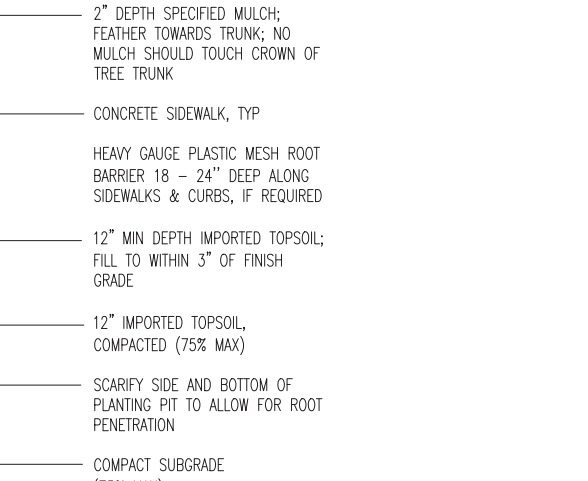 2" DEPTH SPECIFIED MULCH;
FEATHER TOWARDS TRUNK; NO
MULCH SHOULD TOUCH CROWN OF
TREE TRUNK
CONCRETE SIDEWALK, TYP
HEAVY GAUGE PLASTIC MESH ROOT
BARRIER 18 – 24'' DEEP ALONG
SIDEWALKS & CURBS, IF REQUIRED
12" MIN DEPTH IMPORTED TOPSOIL;
FILL TO WITHIN 3" OF FINISH
GRADE
12" IMPORTED TOPSOIL,
COMPACTED (75% MAX)
SCARIFY SIDE AND BOTTOM OF
PLANTING PIT TO ALLOW FOR ROOT
PENETRATION
COMPACT SUBGRADE